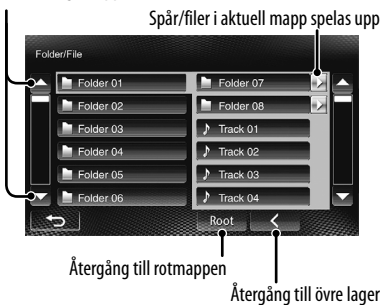 Spår/filer i aktuell mapp spelas upp
Folder/File
Folder 01
Folder 02
Folder 03
Folder 04
Folder 05
Folder 06
Folder 07
Folder 08
Track 01
Track 02
Track 03
Track 04
Root
Återgång till rotmappen
Återgång till övre lager